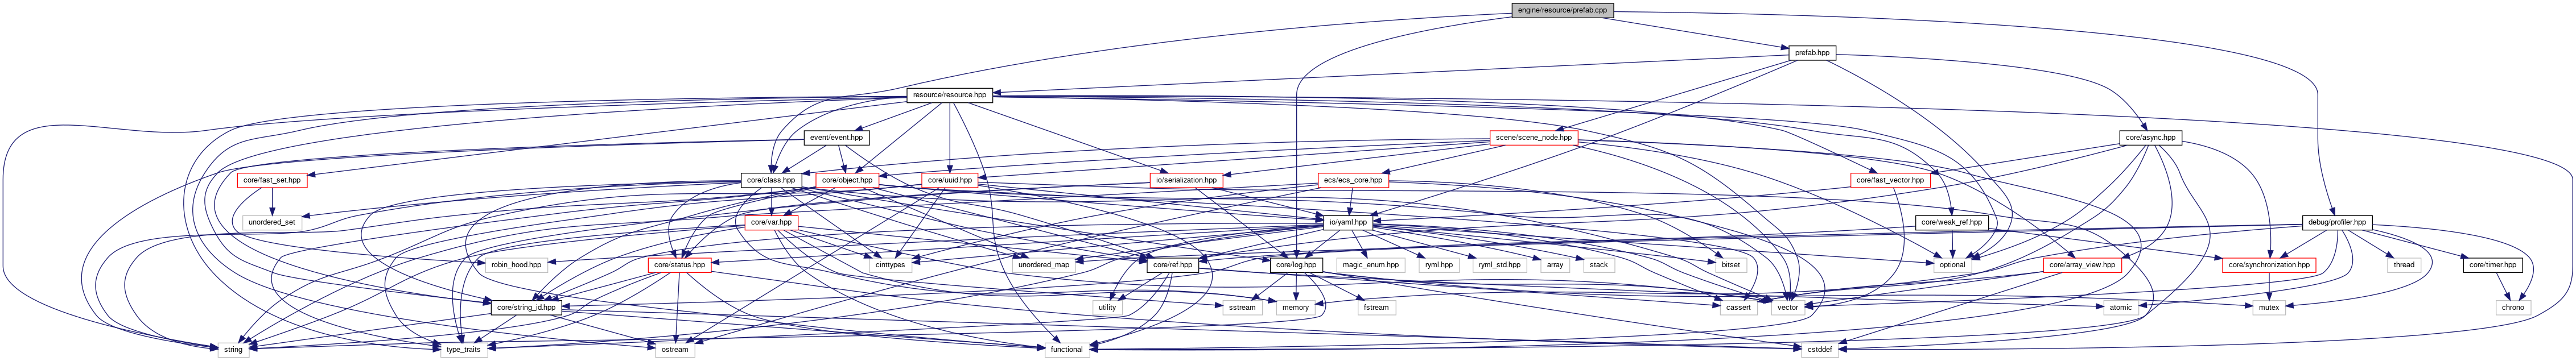 engine/resource/prefab.cpp
prefab.hpp
resource/resource.hpp
event/event.hpp
scene/scene_node.hpp
core/async.hpp
core/fast_set.hpp
core/class.hpp
core/object.hpp
core/uuid.hpp
io/serialization.hpp
ecs/ecs_core.hpp
core/fast_vector.hpp
unordered_set
core/var.hpp
io/yaml.hpp
core/weak_ref.hpp
debug/profiler.hpp
robin_hood.hpp
core/status.hpp
cinttypes
unordered_map
core/ref.hpp
core/log.hpp
magic_enum.hpp
ryml.hpp
ryml_std.hpp
array
stack
bitset
optional
core/array_view.hpp
core/synchronization.hpp
thread
core/timer.hpp
core/string_id.hpp
utility
sstream
memory
fstream
cassert
vector
atomic
mutex
chrono
string
type_traits
ostream
functional
cstddef